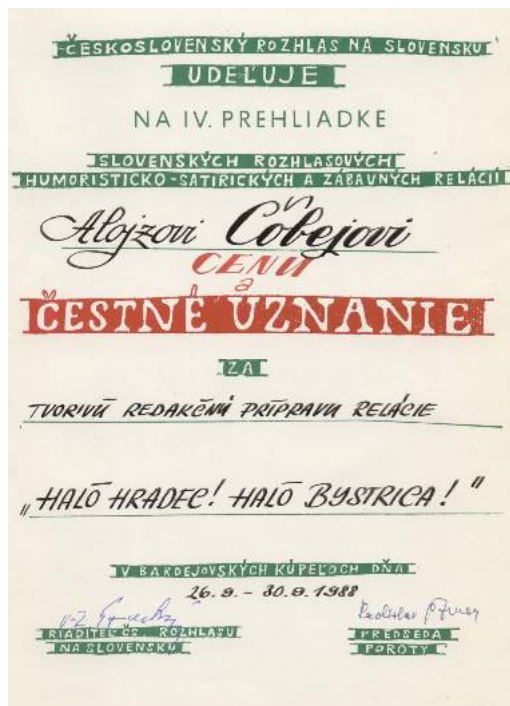 ČESKOSLOVENSKÝ ROZHLAS NA SLOVENSKU
UDEĽUJE
NA IV. PREHLIADKE
SLOVENSKÝCH ROZHLASOVÝCH
HUMORISTICKO-SATIRICKÝCH A ZÁBAVNÝCH RELÁCIÍ
Alojzovi Čobejovi
CENU
a
ČESTNÉ UZNANIE
ZA
TVORIVÚ REDAKČNÚ PRÍPRAVU RELÁCIE
„HALÓ HRADEC! HALÓ BYSTRICA!"
V BARDEJOVSKÝCH KÚPEĽOCH DŇA
26. 9. - 30. 9. 1988
v.z.
Ladislav
RIADITEĽ ČS. ROZHLASU
NA SLOVENSKU
PREDSEDA
POROTY